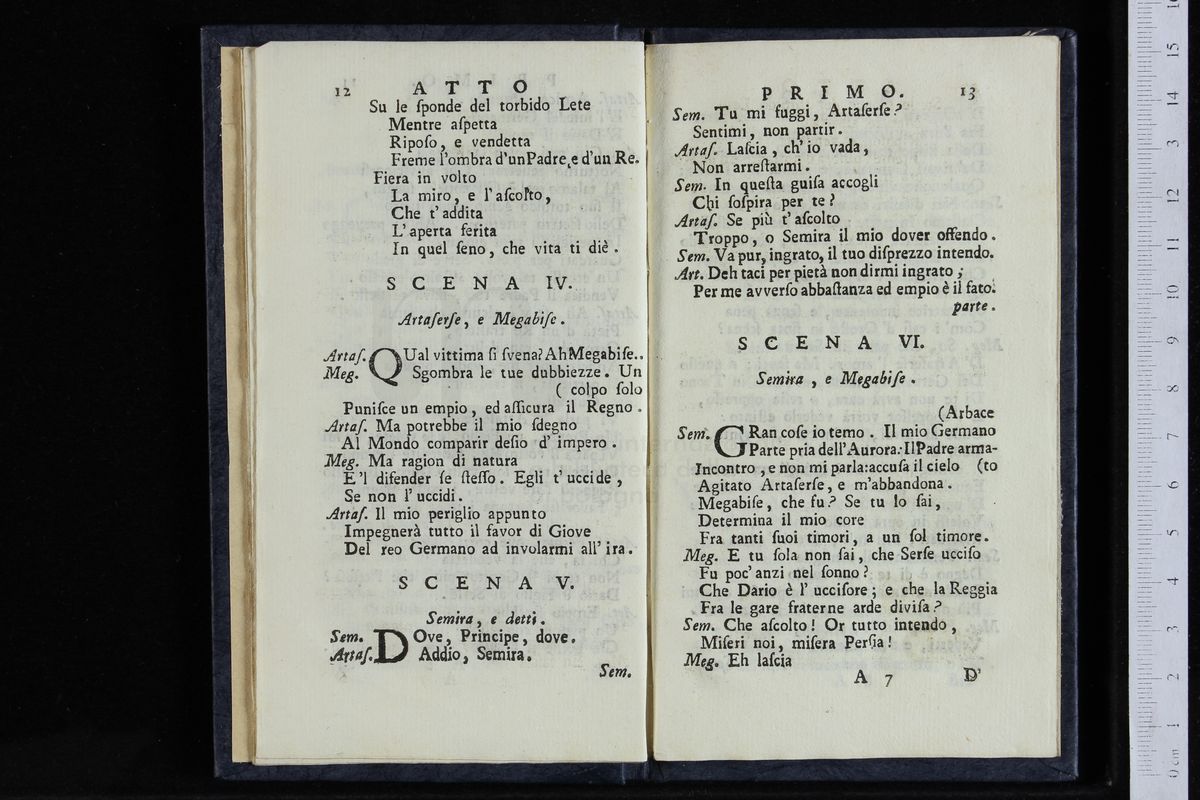 12 ATTO
Su le ſponde del torbido Lete
Mentre aſpetta
Ripoſo, e vendetta
Freme l'ombra d'un Padre, e d'un Re.
Fiera in volto
La miro, e l'aſcolto,
Che t'addita
L'aperta ferita
In quel ſeno, che vita ti diè.
SCENA IV.
Artaſerſe, e Megabiſe.
Artaſ. QUal vittima ſi ſvena? Ah Megabiſe..
Meg. Sgombra le tue dubbiezze. Un
( colpo ſolo
Puniſce un empio, ed aſſicura il Regno.
Artaſ. Ma potrebbe il mio ſdegno
Al Mondo comparir deſio d'impero.
Meg. Ma ragion di natura
E'l difender ſe ſteſſo. Egli t'uccide,
Se non l'uccidi.
Artaſ. Il mio periglio appunto
Impegnerà tutto il favor di Giove
Del reo Germano ad involarmi all'ira.
SCENA V.
Semira, e detti.
Sem. DOve, Principe, dove.
Artaſ. Addio, Semira.
Sem.
PRIMO. 13
Sem. Tu mi fuggi, Artaſerſe?
Sentimi, non partir.
Artaſ. Laſcia, ch'io vada,
Non arreſtarmi.
Sem. In queſta guiſa accogli
Chi ſoſpira per te?
Artaſ. Se più t'aſcolto
Troppo, o Semira il mio dover offendo.
Sem. Va pur, ingrato, il tuo diſprezzo intendo.
Art. Deh taci per pietà non dirmi ingrato;
Per me avverſo abbaſtanza ed empio è il fato.
parte.
SCENA VI.
Semira, e Megabiſe.
(Arbace
Sem. GRan coſe io temo. Il mio Germano
Parte pria dell'Aurora: Il Padre arma-
Incontro, e non mi parla: accuſa il cielo (to
Agitato Artaſerſe, e m'abbandona.
Megabiſe, che fu? Se tu lo ſai,
Determina il mio core
Fra tanti ſuoi timori, a un ſol timore.
Meg. E tu ſola non ſai, che Serſe ucciſo
Fu poc'anzi nel ſonno?
Che Dario è l'ucciſore; e che la Reggia
Fra le gare fraterne arde diviſa?
Sem. Che aſcolto! Or tutto intendo,
Miſeri noi, miſera Perſia!
Meg. Eh laſcia
A 7 D'